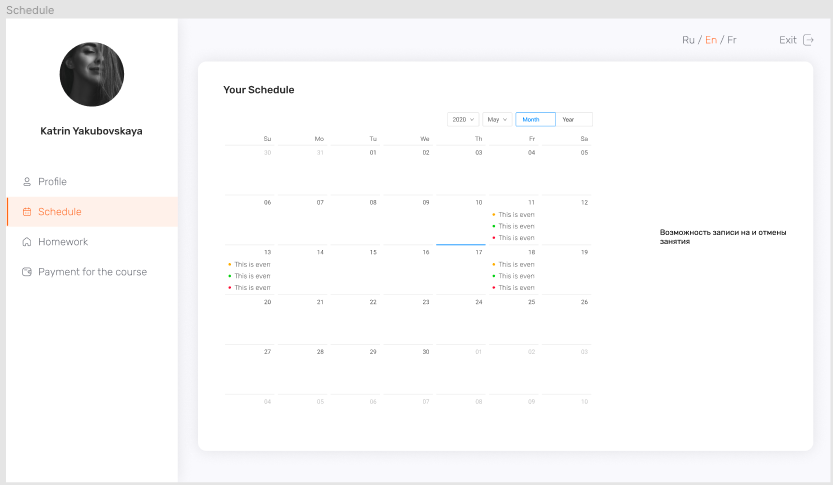 Schedule
Ru / En / Fr
Exit
Katrin Yakubovskaya
Profile
Schedule
Homework
Payment for the course
Your Schedule
2020
May
Month
Year
Su Mo Tu We Th Fr Sa
30 31 01 02 03 04 05
06 07 08 09 10 11 12
This is even
This is even
This is even
13 14 15 16 17 18 19
This is even This is even
This is even This is even
This is even This is even
20 21 22 23 24 25 26
27 28 29 30 01 02 03
04 05 06 07 08 09 10
Возможность записи на и отмены
занятия